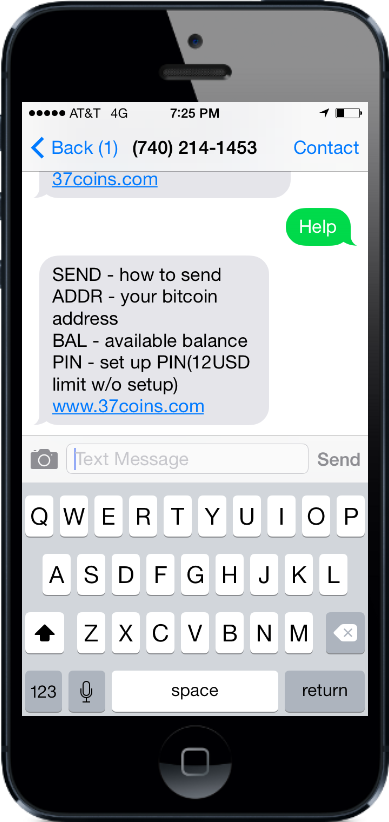 AT&T 4G 7:25 PM
Back (1) (740) 214-1453 Contact
37coins.com
Help
SEND - how to send
ADDR - your bitcoin
address
BAL - available balance
PIN - set up PIN(12USD
limit w/o setup)
www.37coins.com
Text Message Send
Q W E R T Y U I O P
A S D F G H J K L
Z X C V B N M
123 space return